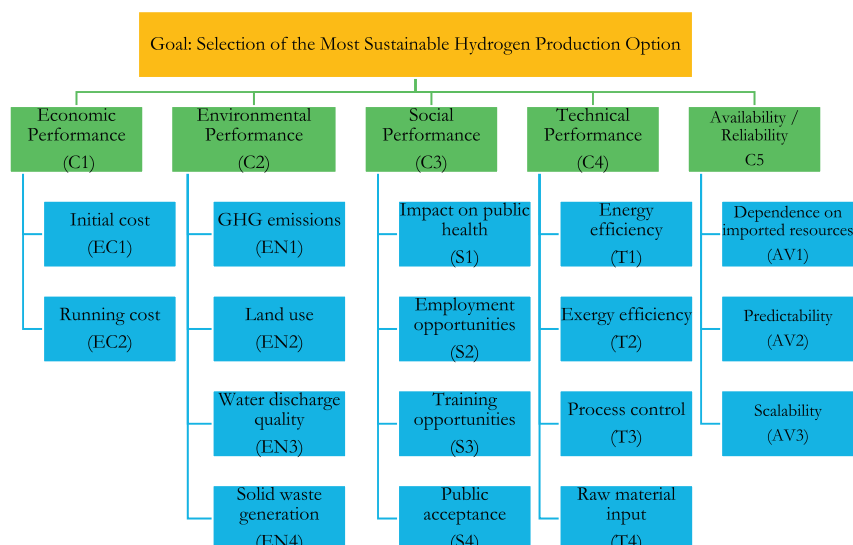 Goal: Selection of the Most Sustainable Hydrogen Production Option
Economic
Performance
(C1)
Environmental
Performance
(C2)
Social
Performance
(C3)
Technical
Performance
(C4)
Availability /
Reliability
C5
Initial cost
(EC1)
Running cost
(EC2)
GHG emissions
(EN1)
Land use
(EN2)
Water discharge
quality
(EN3)
Solid waste
generation
(EN4)
Impact on public
health
(S1)
Employment
opportunities
(S2)
Training
opportunities
(S3)
Public
acceptance
(S4)
Energy
efficiency
(T1)
Exergy efficiency
(T2)
Process control
(T3)
Raw material
input
(T4)
Dependence on
imported resources
(AV1)
Predictability
(AV2)
Scalability
(AV3)